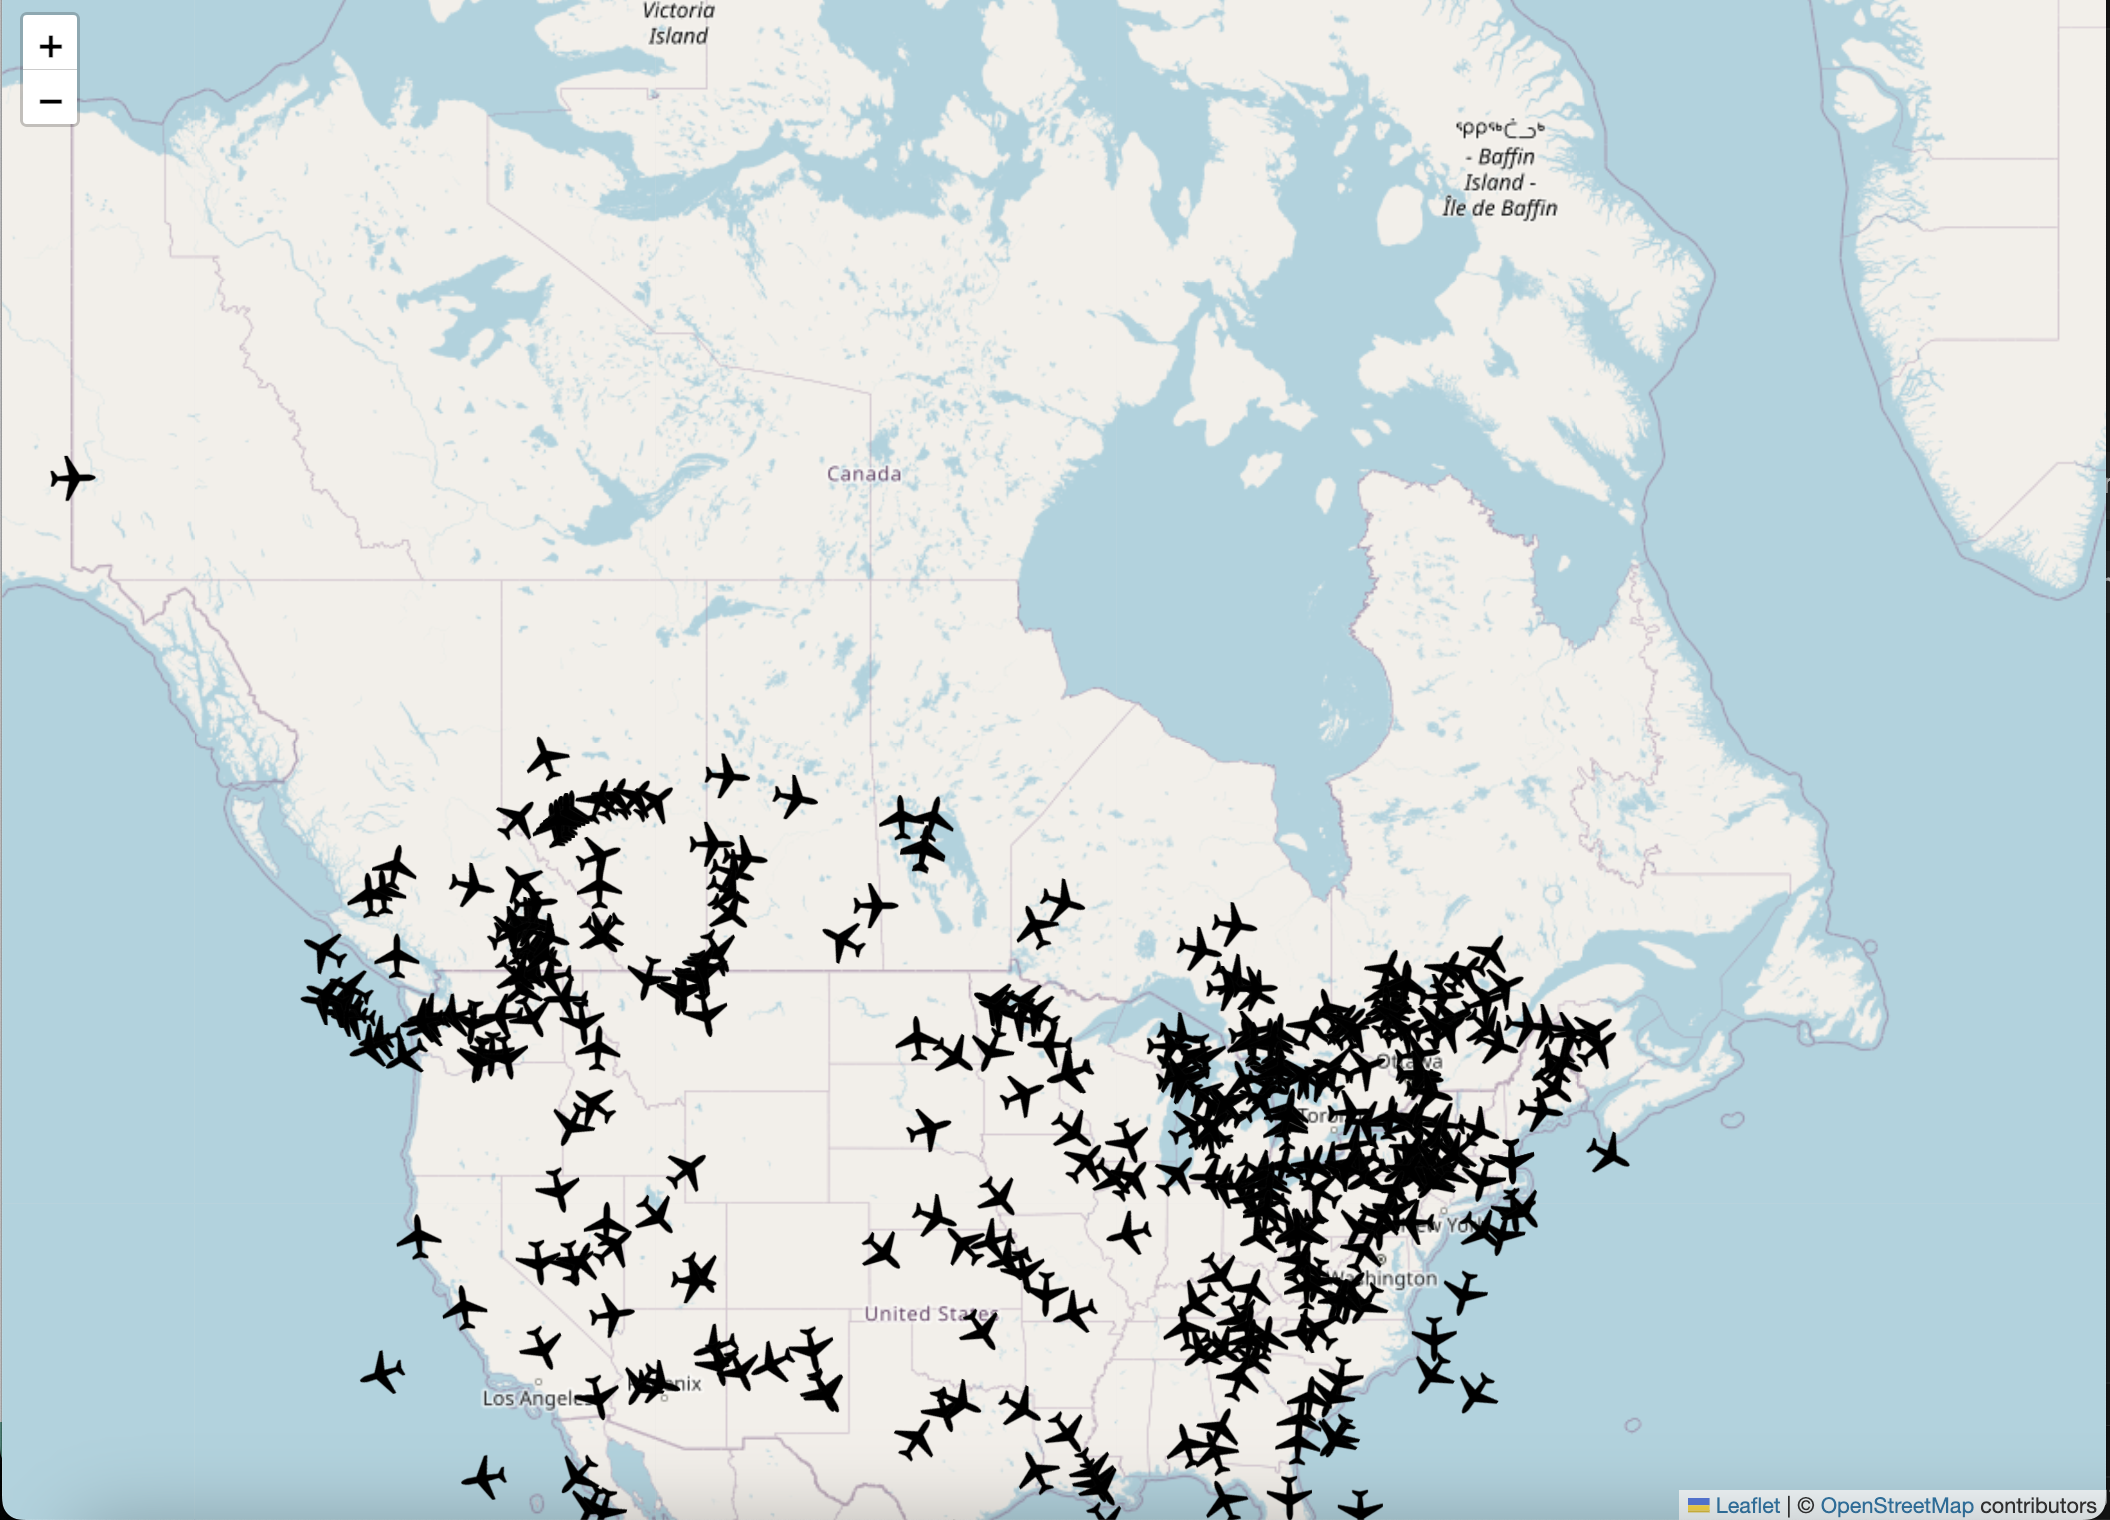 +
−
Victoria
Island
ᕿᑭᖅᑖᓗᒃ
- Baffin
Island -
Île de Baffin
Canada
Ottawa
Toronto
New York
Washington
United States
Los Angeles
Phoenix
Leaflet | © OpenStreetMap contributors